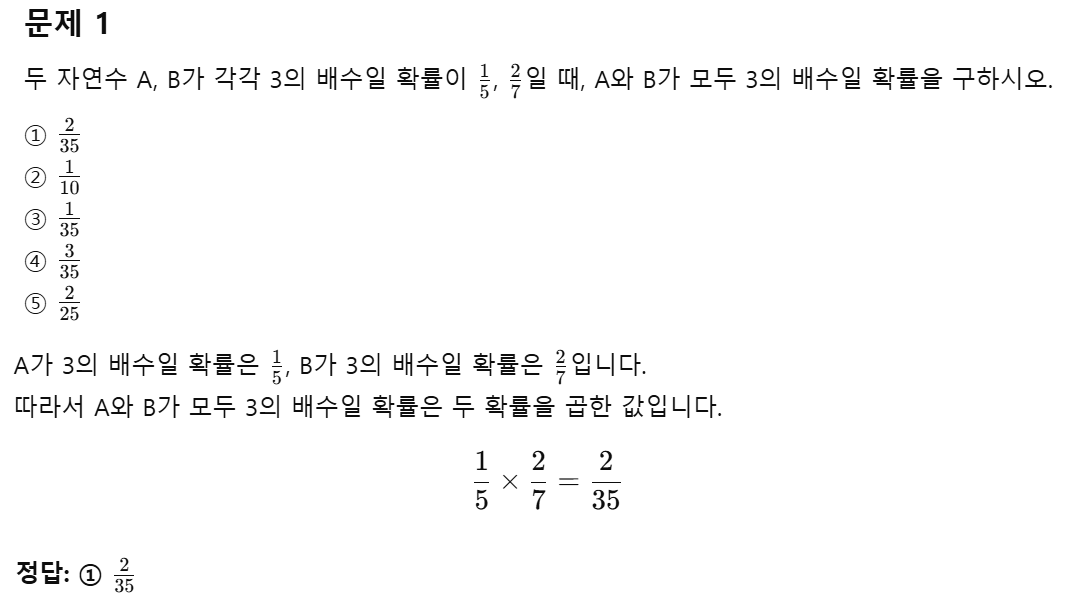 문제 1
두 자연수 A, B가 각각 3의 배수일 확률이 1/5, 2/7일 때, A와 B가 모두 3의 배수일 확률을 구하시오.
① 2/35
② 1/10
③ 1/35
④ 3/35
⑤ 2/25
A가 3의 배수일 확률은 1/5, B가 3의 배수일 확률은 2/7입니다.
따라서 A와 B가 모두 3의 배수일 확률은 두 확률을 곱한 값입니다.
1/5 × 2/7 = 2/35
정답: ① 2/35